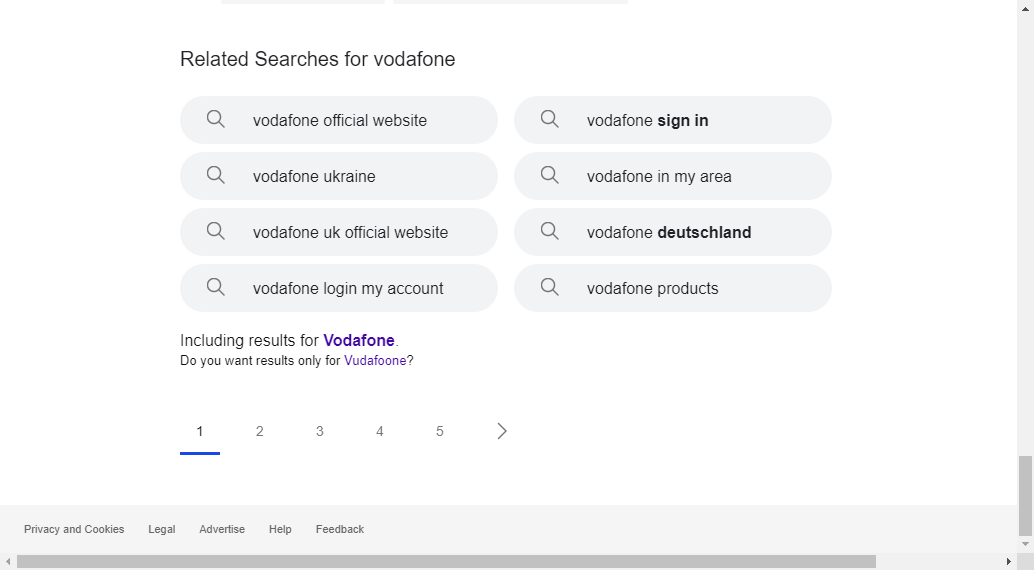 Related Searches for vodafone
vodafone official website
vodafone sign in
vodafone ukraine
vodafone in my area
vodafone uk official website
vodafone deutschland
vodafone login my account
vodafone products
Including results for Vodafone.
Do you want results only for Vudafoone?
1 2 3 4 5
Privacy and Cookies Legal Advertise Help Feedback